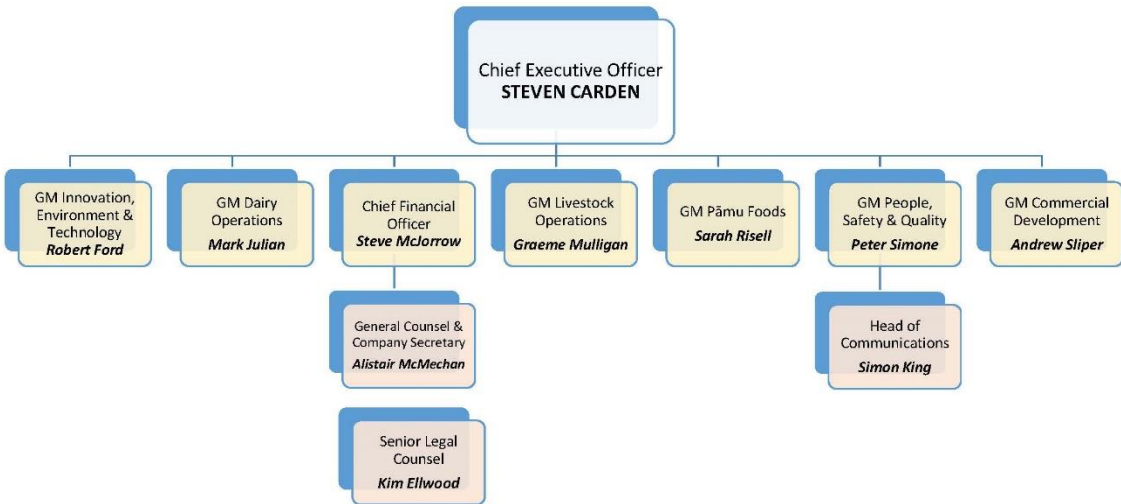 Chief Executive Officer
STEVEN CARDEN
GM Innovation,
Environment &
Technology
Robert Ford
GM Dairy
Operations
Mark Julian
Chief Financial
Officer
Steve McJorrow
GM Livestock
Operations
Graeme Mulligan
GM Pāmu Foods
Sarah Risell
GM People,
Safety & Quality
Peter Simone
GM Commercial
Development
Andrew Sliper
General Counsel &
Company Secretary
Alistair McMechan
Head of
Communications
Simon King
Senior Legal
Counsel
Kim Ellwood